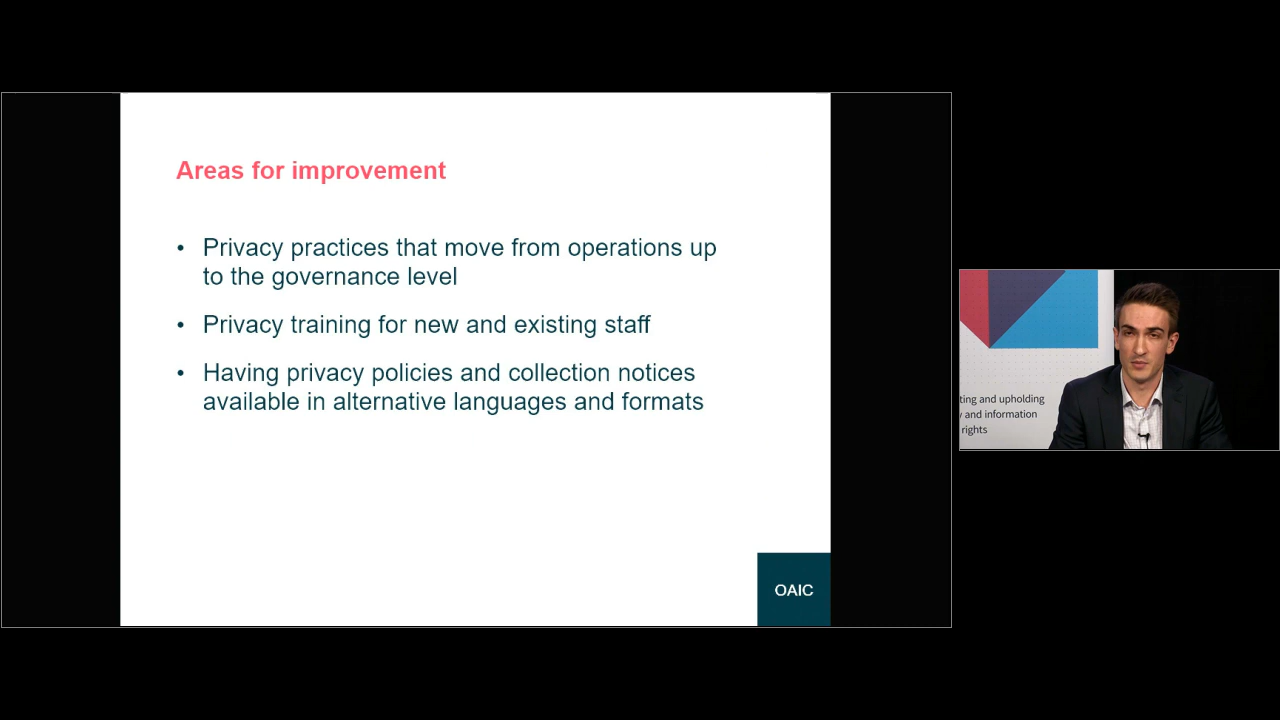 Areas for improvement
• Privacy practices that move from operations up
to the governance level
• Privacy training for new and existing staff
• Having privacy policies and collection notices
available in alternative languages and formats
OAIC
ting and upholding
y and information
rights